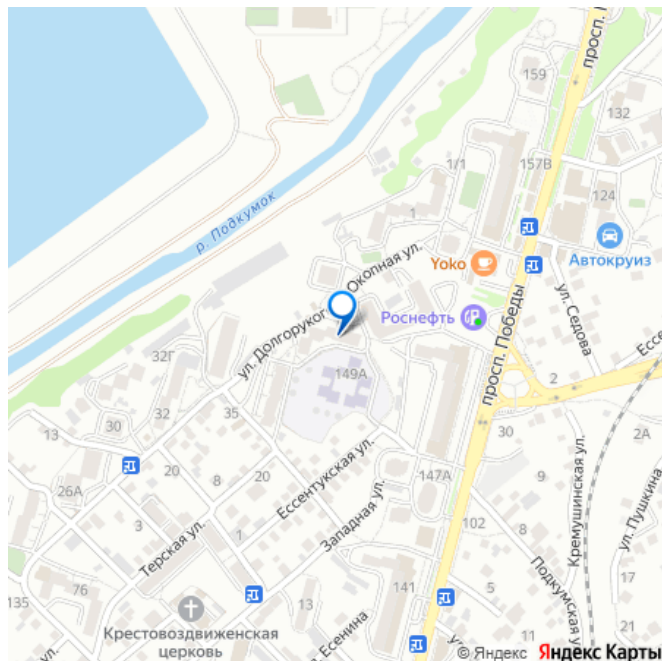 просп. Победы
159
132
157В
1/1
124
1
р. Подкумок
Yoko
Автокруиз
Окопная ул.
ул. Долгоруког
Роснефть
ул. Седова
просп. Победы
Ессе
32Г
149А
2
32
35
30
13
2А
20
20
9
147А
26А
8
Ессентукская ул.
Кремушинская ул.
ул. Пушкина
3
Западная ул.
102
8
Терская ул.
1
Подкумская ул.
17
76
141
5
135
13
21
Крестовоздвиженская
церковь
р. Есенина
ул.
© Яндекс Яндекс Карты